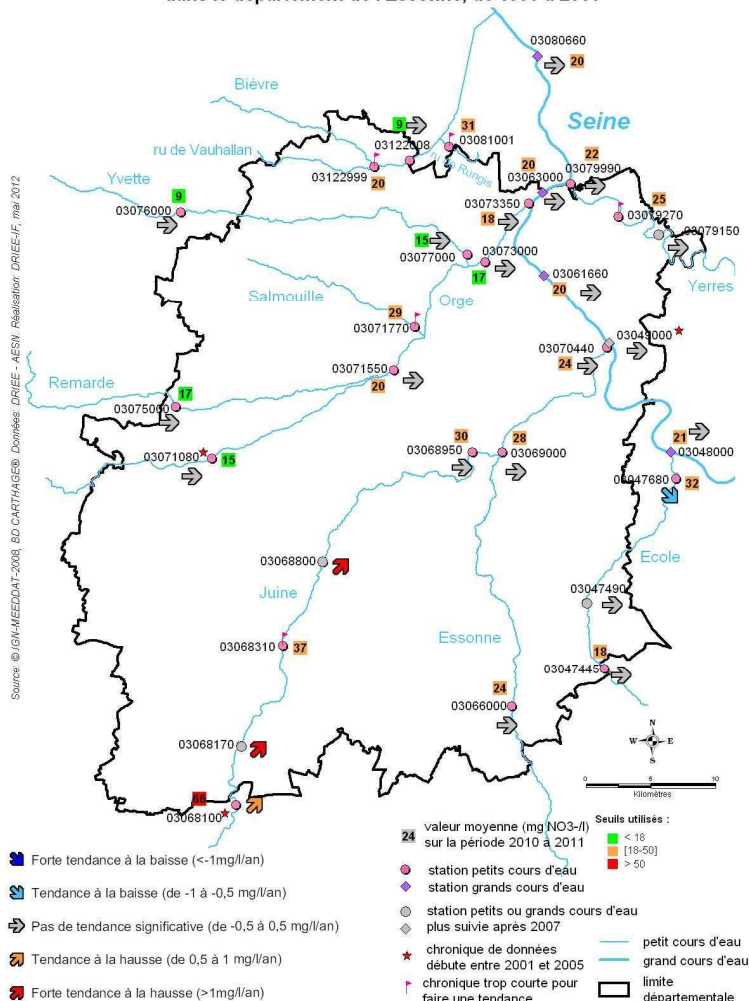 dans le département de l'Essonne, de
03080660
20
Bièvre
Seine
9
31
03122008
03081001
ru de Vauhallan
ru de Rungis
03122999
20
Yvette
9
03076000
20
22
03063000
03079990
03073350
18
25
03079270
03079150
15
03077000
03073000
17
03061660
20
Yerres
Salmouille
Orge
29
03071770
03049000
03070440
24
03071550
20
Remarde
17
03075000
03071080
15
30
28
03068950
03069000
21
03048000
03047680
32
03068800
Juine
Ecole
03047490
03068310
37
Essonne
18
03047445
24
03066000
03068170
66
03068100
N
W
E
S
0
5
10
Kilomètres
Source: © IGN-MEEDDAT-2008, BD CARTHAGE® Données: DRIEE - AESN. Réalisation: DRIEE-IF, mai 2012
Forte tendance à la baisse (<-1mg/l/an)
Tendance à la baisse (de -1 à -0,5 mg/l/an)
Pas de tendance significative (de -0,5 à 0,5 mg/l/an)
Tendance à la hausse (de 0,5 à 1 mg/l/an)
Forte tendance à la hausse (>1mg/l/an)
24
valeur moyenne (mg NO3-/l)
sur la période 2010 à 2011
station petits cours d'eau
station grands cours d'eau
station petits ou grands cours d'eau
plus suivie après 2007
chronique de données
débute entre 2001 et 2005
chronique trop courte pour
faire une tendance
Seuils utilisés :
< 18
[18-50]
> 50
petit cours d'eau
grand cours d'eau
limite
départementale